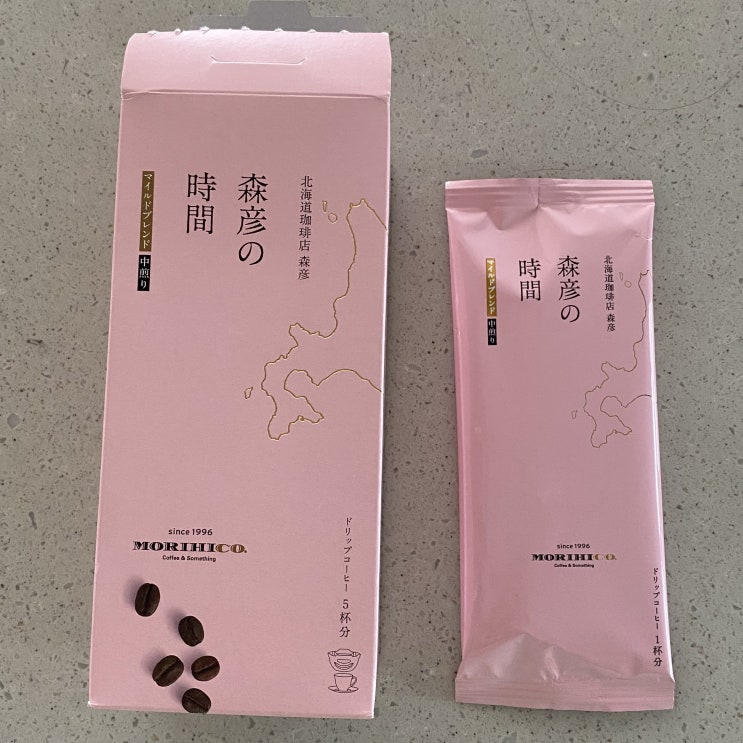 北海道珈琲店 森彦
森彦の
時間
マイルドブレンド
中煎り
since 1996
MORIHICO.
Coffee & Something
ドリップコーヒー 5杯分
北海道珈琲店 森彦
森彦の
時間
マイルドブレンド
中煎り
since 1996
MORIHICO.
Coffee & Something
ドリップコーヒー 1杯分